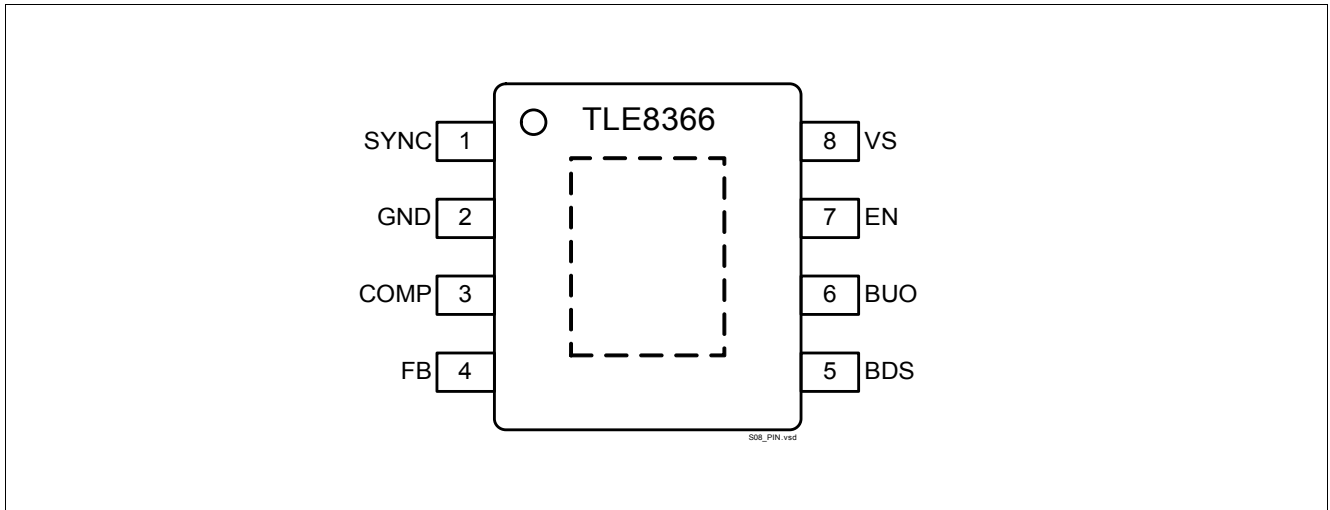 TLE8366
SYNC 1
8 VS
GND 2
7 EN
COMP 3
6 BUO
FB 4
5 BDS
S08_PIN.vsd